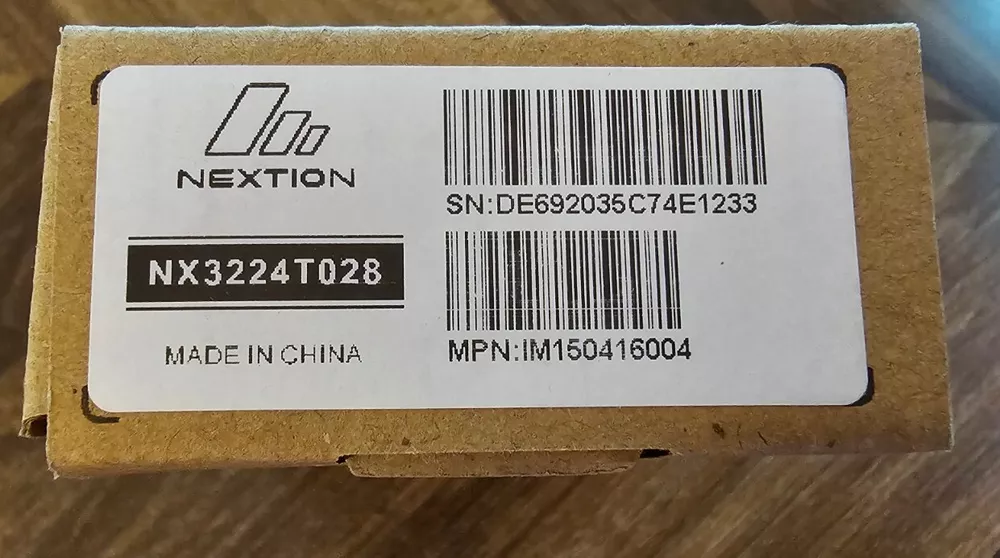 NEXTION
NX3224T028
MADE IN CHINA
SN:DE692035C74E1233
MPN:IM150416004